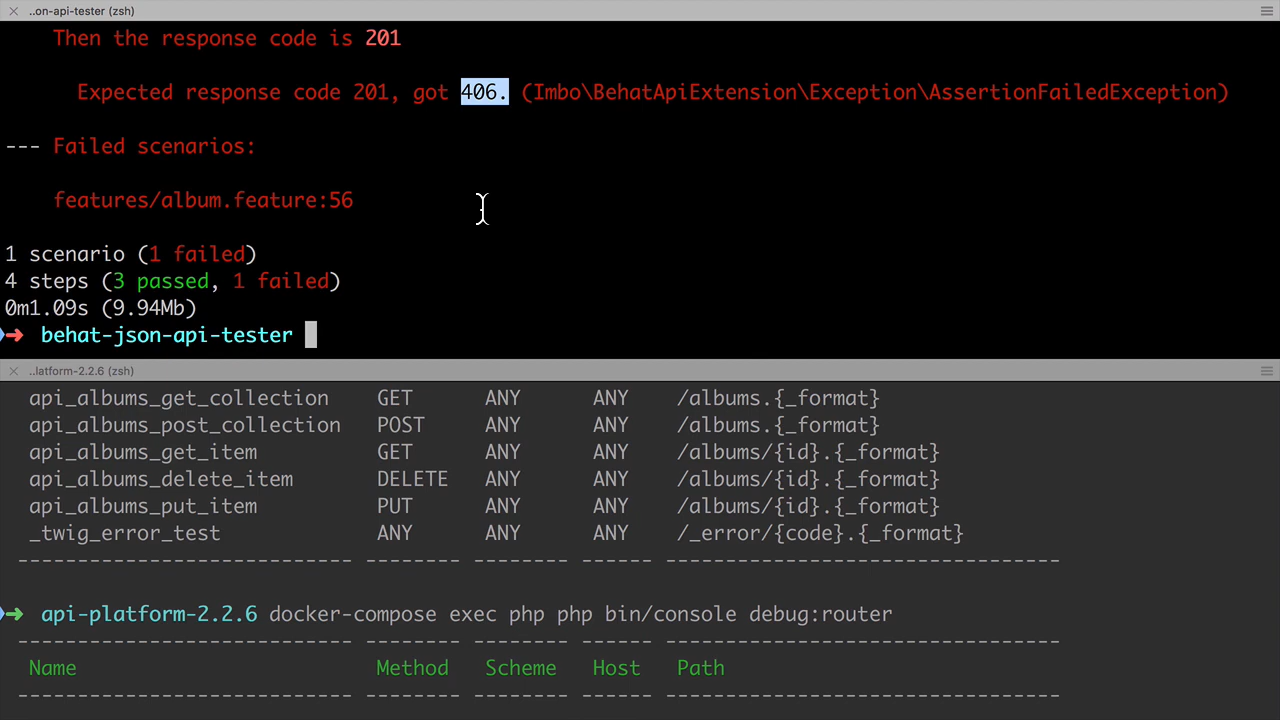 ..on-api-tester (zsh)
Then the response code is 201
Expected response code 201, got 406. (Imbo\BehatApiExtension\Exception\AssertionFailedException)
--- Failed scenarios:
features/album.feature:56
1 scenario (1 failed)
4 steps (3 passed, 1 failed)
0m1.09s (9.94Mb)
➜ behat-json-api-tester
..latform-2.2.6 (zsh)
api_albums_get_collection GET ANY ANY /albums.{_format}
api_albums_post_collection POST ANY ANY /albums.{_format}
api_albums_get_item GET ANY ANY /albums/{id}.{_format}
api_albums_delete_item DELETE ANY ANY /albums/{id}.{_format}
api_albums_put_item PUT ANY ANY /albums/{id}.{_format}
_twig_error_test ANY ANY ANY /_error/{code}.{_format}
---------------------------- -------- -------- ------ ---------------------------------
➜ api-platform-2.2.6 docker-compose exec php php bin/console debug:router
---------------------------- -------- -------- ------ ---------------------------------
Name Method Scheme Host Path
---------------------------- -------- -------- ------ ---------------------------------